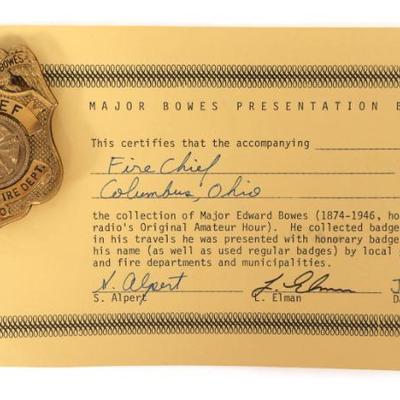 BOWES
EF
FIRE DEPT.
MAJOR BOWES PRESENTATION B
This certifies that the accompanying
Fire Chief
Columbus, Ohio
the collection of Major Edward Bowes (1874-1946, ho
radio's Original Amateur Hour). He collected badg
in his travels he was presented with honorary badge
his name (as well as used regular badges) by local
and fire departments and municipalities.
S. Alpert L. Elman
S. Alpert L. Elman Da